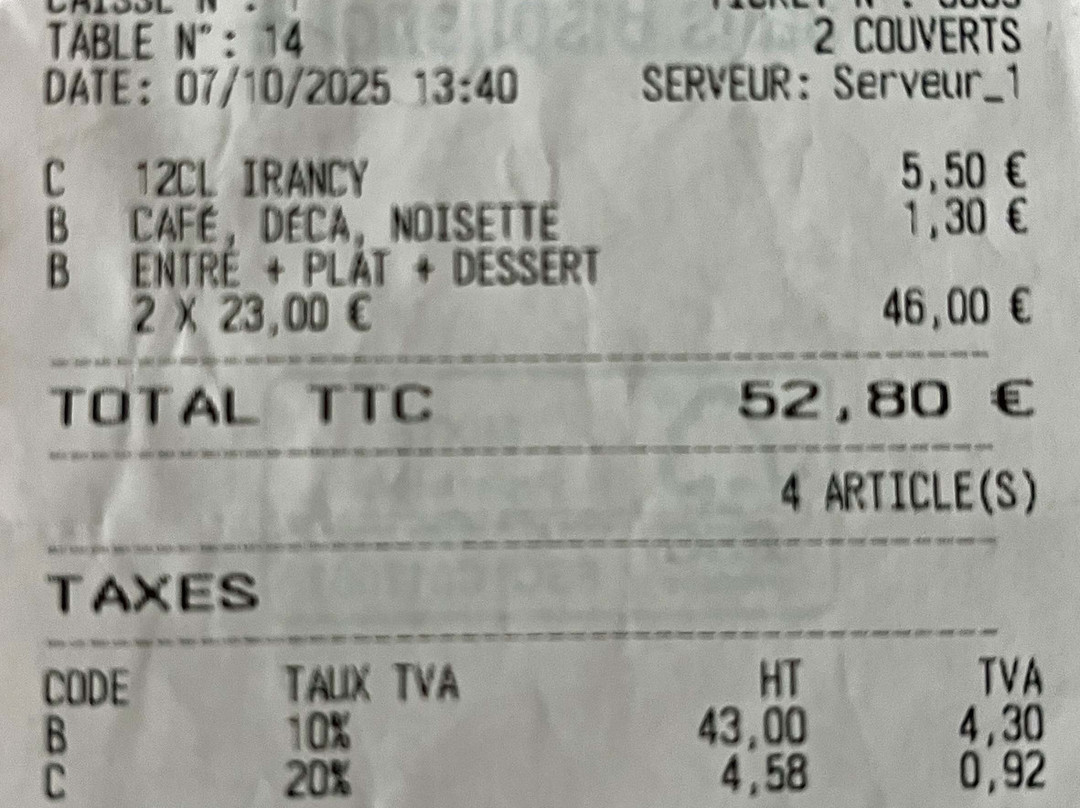 TABLE N°: 14 2 COUVERTS
DATE: 07/10/2025 13:40 SERVEUR: Serveur_1
C 12CL IRANCY 5,50 €
B CAFÉ, DÉCA, NOISETTE 1,30 €
B ENTRÉ + PLAT + DESSERT
2 X 23,00 € 46,00 €
TOTAL TTC 52,80 €
4 ARTICLE(S)
TAXES
CODE TAUX TVA HT TVA
B 10% 43,00 4,30
C 20% 4,58 0,92